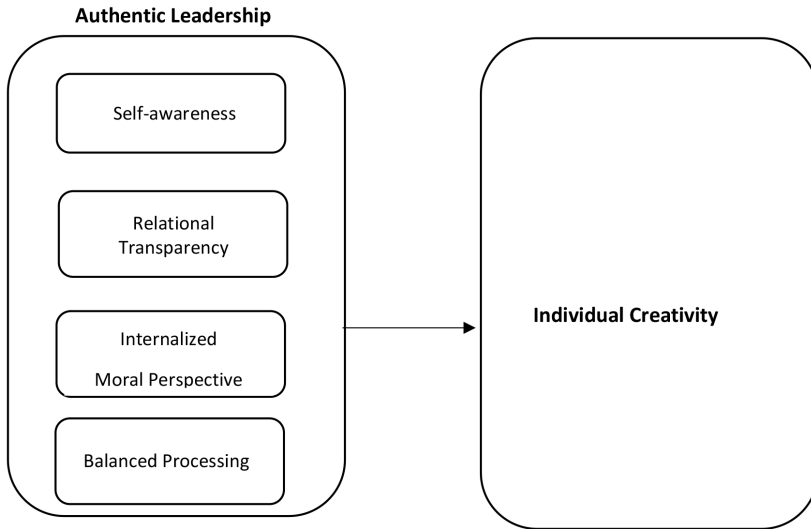 Authentic Leadership
Self-awareness
Relational
Transparency
Internalized
Moral Perspective
Balanced Processing
Individual Creativity